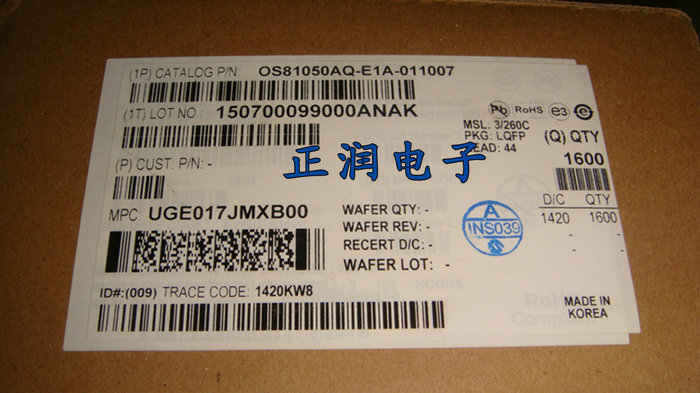 (1P) CATALOG P/N: OS81050AQ-E1A-011007
(1T) LOT NO.: 150700099000ANAK
Pb RoHS e3 e
MSL: 3/260C
PKG: LQFP
LEAD: 44
(Q) QTY
1600
正润电子
(P) CUST. P/N: -
D/C QTY
1420 1600
- -
- -
MPC: UGE017JMXB00
WAFER QTY: -
WAFER REV: -
RECERT D/C: -
WAFER LOT: -
A
INS039
ID#:(009) TRACE CODE: 1420KW8
MADE IN
KOREA